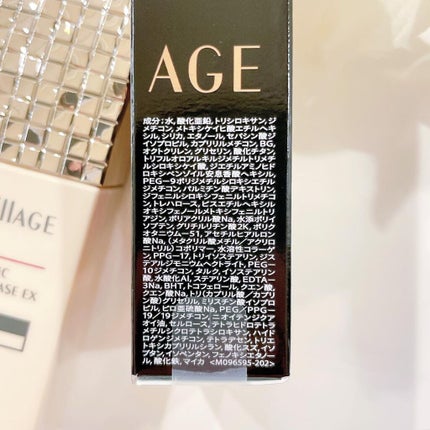 AGE
成分：水, 酸化亜鉛, トリシロキサン, ジ
メチコン, メトキシケイヒ酸エチルヘキ
シル, シリカ, エタノール, セバシン酸ジ
イソプロピル, カプリリルメチコン, BG,
オクトクリレン, グリセリン, 酸化チタン,
トリフルオロアルキルジメチルトリメチ
ルシロキシケイ酸, ジエチルアミノヒド
ロキシベンゾイル安息香酸ヘキシル,
PEG－9ポリジメチルシロキシエチル
ジメチコン, パルミチン酸デキストリン,
ジフェニルシロキシフェニルトリメチコ
ン, トレハロース, ビスエチルヘキシル
オキシフェノールメトキシフェニルトリ
アジン, ポリアクリル酸Na, 水添ポリイ
ソブテン, グリチルリチン酸2K, ポリク
オタニウム－51, アセチルヒアルロン
酸Na, (メタクリル酸メチル／アクリロ
ニトリル) コポリマー, 水溶性コラーゲ
ン, PPG－17, トリイソステアリン, ジス
テアルジモニウムヘクトライト, PEG－
10ジメチコン, タルク, イソステアリン
酸, 水酸化Al, ステアリン酸, EDTA－
3Na, BHT, トコフェロール, クエン酸,
クエン酸Na, トリ(カプリル酸／カプリ
ン酸)グリセリル, ミリスチン酸イソプロ
ピル, ピロ亜硫酸Na, PEG／PPG－
19／19ジメチコン, ニオイテンジクア
オイ油, セルロース, テトラヒドロテトラ
メチルシクロテトラシロキサン, ハイド
ロゲンジメチコン, テトラデセン, トリエ
トキシカプリリルシラン, 酸化スズ, イソ
ブタン, イソペンタン, フェノキシエタノー
ル, 酸化鉄, マイカ <M096595-202>
llAGE
IC
ASE EX